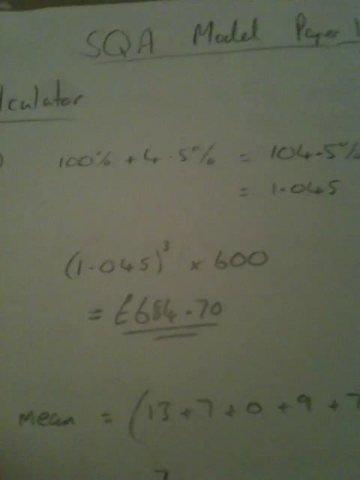 SQA Model Paper 1
lculator
) 100% + 4.5% = 104.5%
= 1.045
(1.045)³ × 600
= £684.70
mean = (13 + 7 + 0 + 9 + 7
7